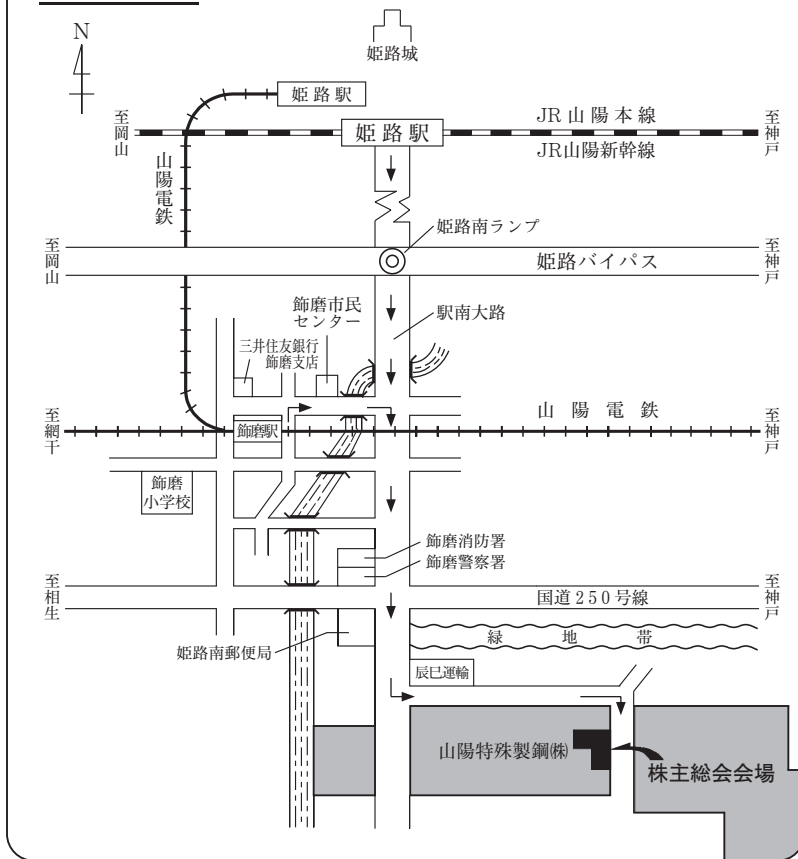 N
姫路城
姫路駅
姫路駅
JR山陽本線
JR山陽新幹線
至岡山
至神戸
山陽電鉄
姫路南ランプ
至岡山
姫路バイパス
至神戸
飾磨市民
センター
駅南大路
三井住友銀行
飾磨支店
至網干
飾磨駅
山陽電鉄
至神戸
飾磨
小学校
飾磨消防署
飾磨警察署
至相生
国道250号線
至神戸
緑地帯
姫路南郵便局
辰巳運輸
山陽特殊製鋼㈱
株主総会会場